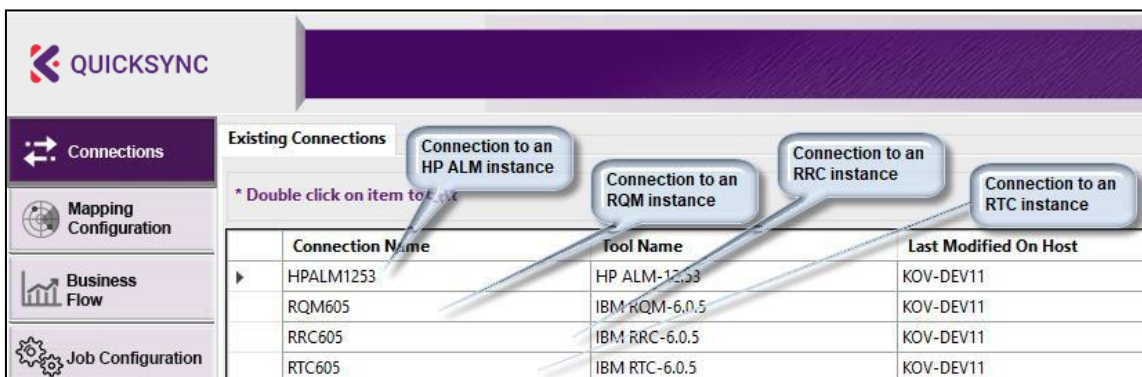 QUICKSYNC
Connections
Mapping
Configuration
Business
Flow
Job Configuration
Existing Connections
* Double click on item to
Connection to an
HP ALM instance
Connection to an
RQM instance
Connection to an
RRC instance
Connection to an
RTC instance
Connection Name Tool Name Last Modified On Host
HPALM1253 HP ALM-12.53 KOV-DEV11
RQM605 IBM RQM-6.0.5 KOV-DEV11
RRC605 IBM RRC-6.0.5 KOV-DEV11
RTC605 IBM RTC-6.0.5 KOV-DEV11